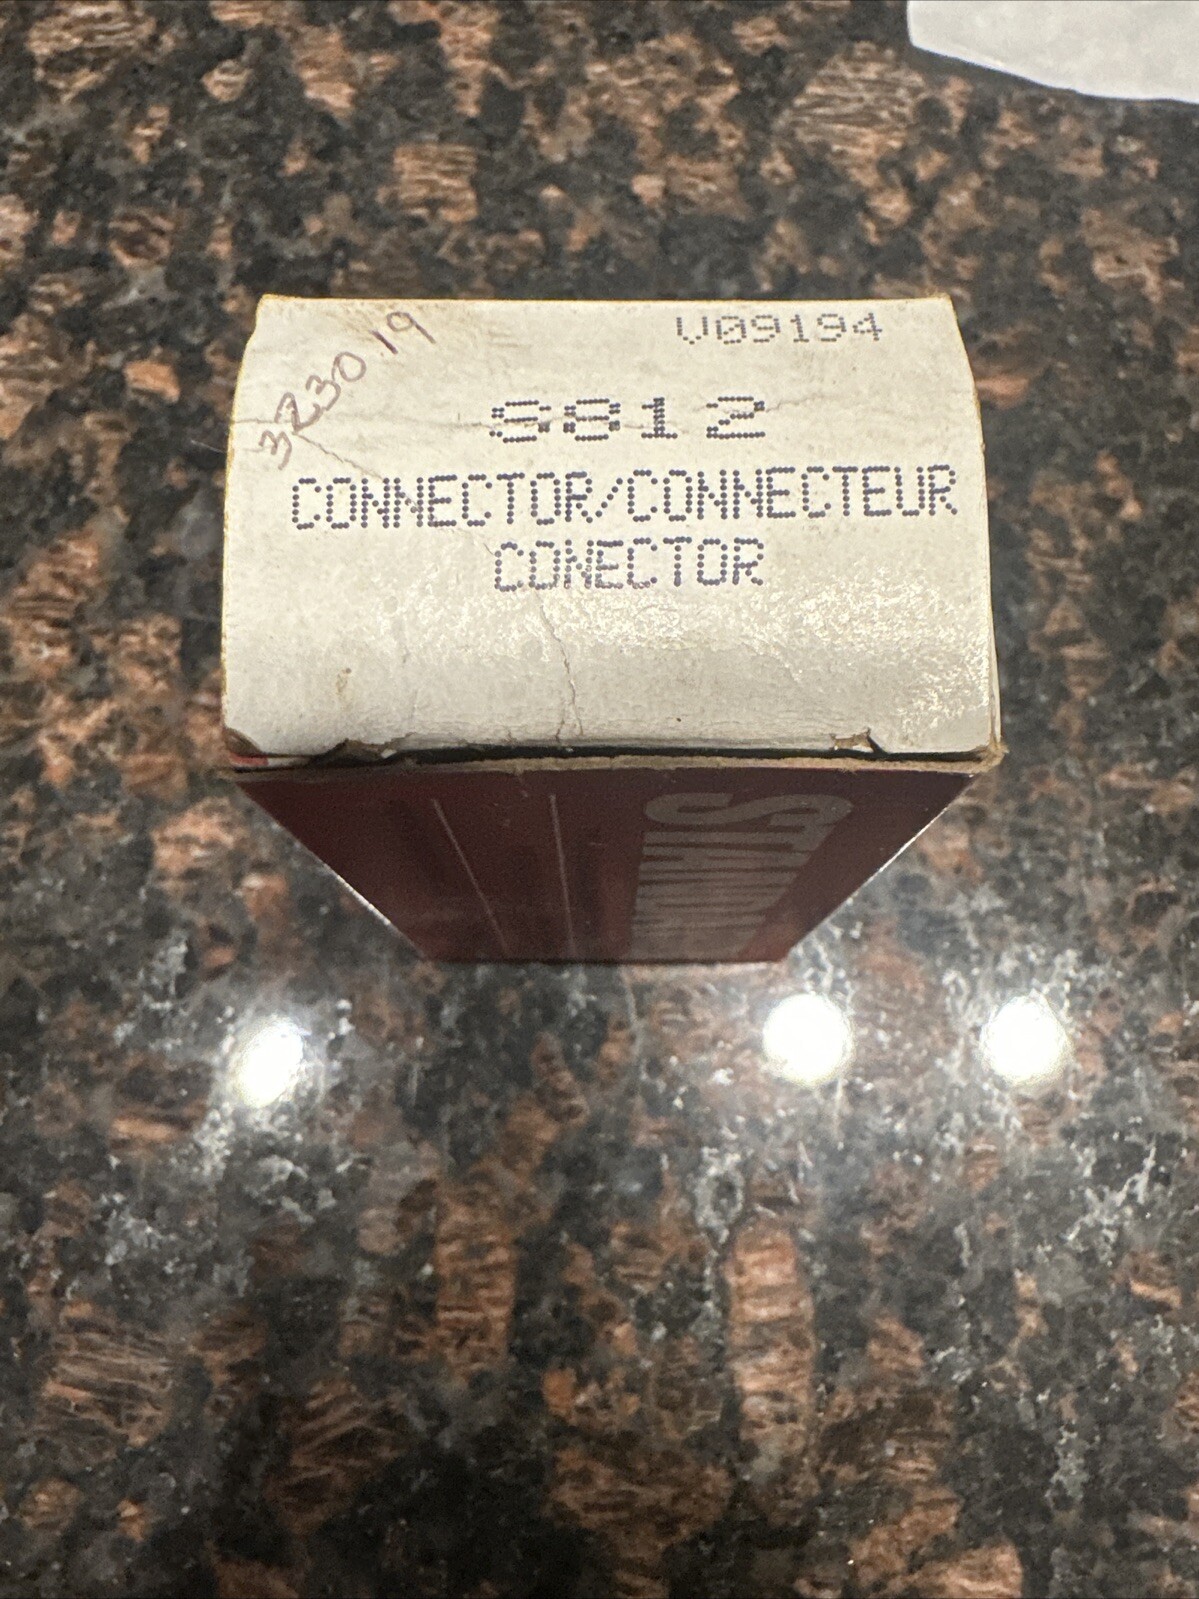 V09194
3230 19
S812
CONNECTOR/CONNECTEUR
CONECTOR